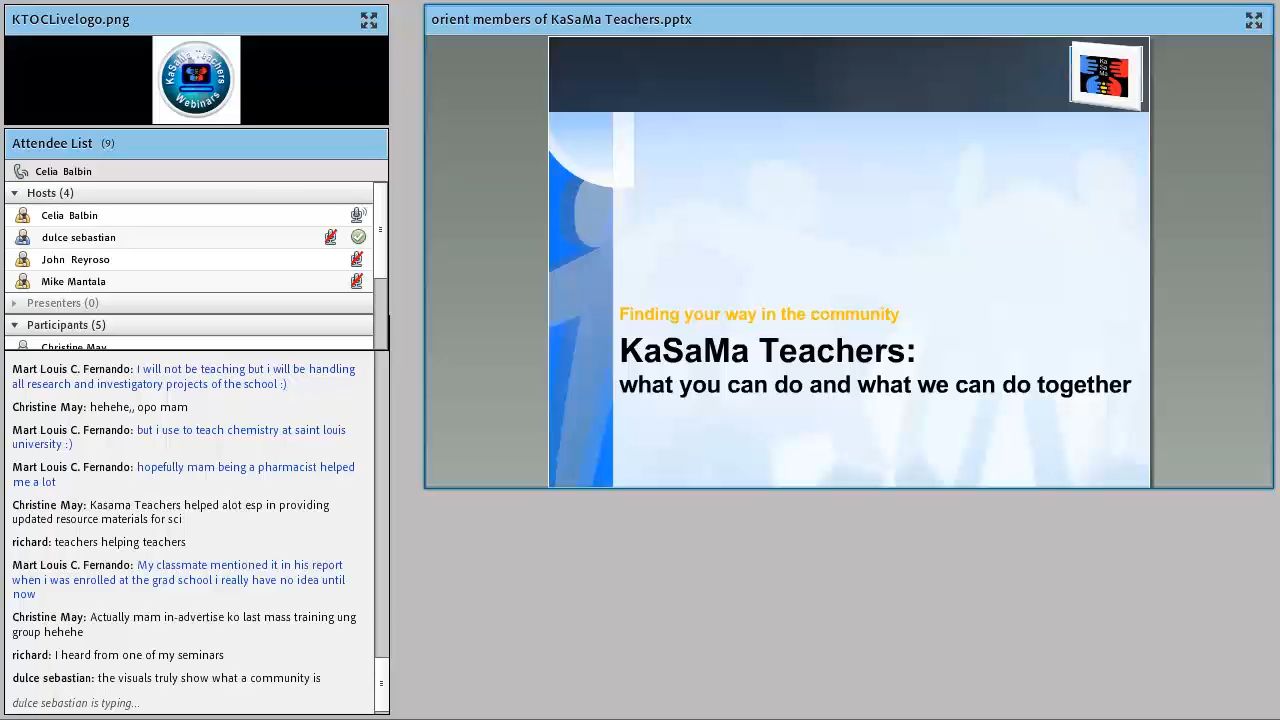 KTOCLivelogo.png
KaSaMa Teachers
Webinars
Attendee List (9)
Celia Balbin
Hosts (4)
Celia Balbin
dulce sebastian
John Reyroso
Mike Mantala
Presenters (0)
Participants (5)
Christine May
Mart Louis C. Fernando: I will not be teaching but i will be handling
all research and investigatory projects of the school :)
Christine May: hehehe,, opo mam
Mart Louis C. Fernando: but i use to teach chemistry at saint louis
university :)
Mart Louis C. Fernando: hopefully mam being a pharmacist helped
me a lot
Christine May: Kasama Teachers helped alot esp in providing
updated resource materials for sci
richard: teachers helping teachers
Mart Louis C. Fernando: My classmate mentioned it in his report
when i was enrolled at the grad school i really have no idea until
now
Christine May: Actually mam in-advertise ko last mass training ung
group hehehe
richard: I heard from one of my seminars
dulce sebastian: the visuals truly show what a community is
dulce sebastian is typing...
orient members of KaSaMa Teachers.pptx
Ka
Sa
Ma
Finding your way in the community
KaSaMa Teachers:
what you can do and what we can do together